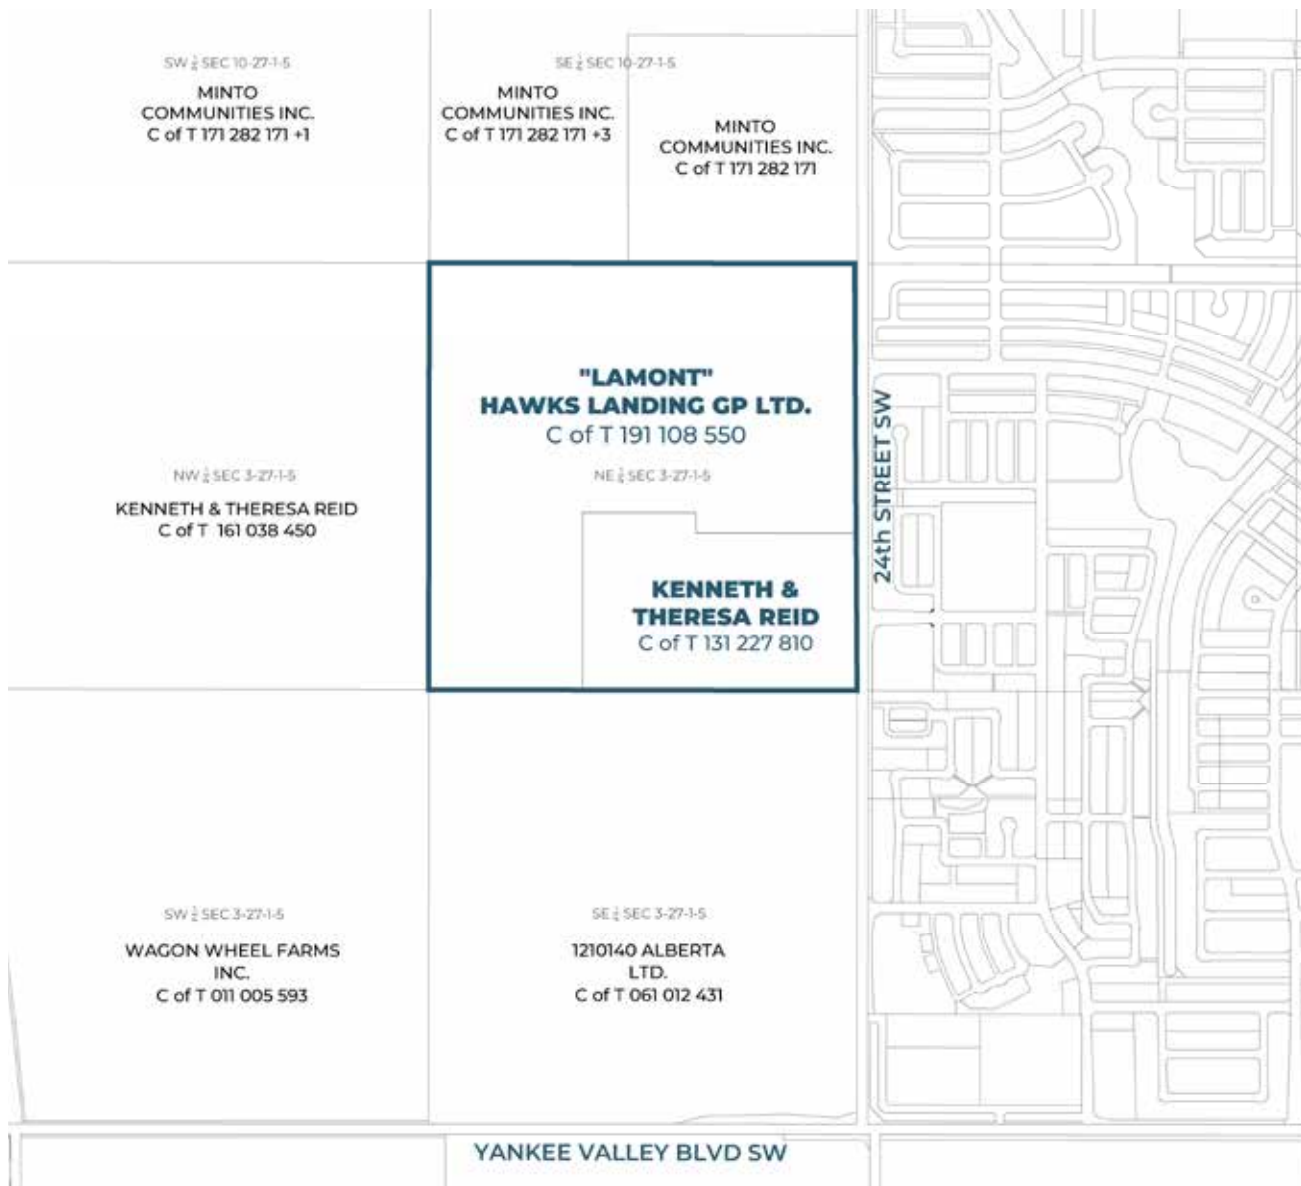 SW ¼ SEC 10-27-1-5
MINTO
COMMUNITIES INC.
C of T 171 282 171 +1
SE ¼ SEC 10-27-1-5
MINTO
COMMUNITIES INC.
C of T 171 282 171 +3
MINTO
COMMUNITIES INC.
C of T 171 282 171
"LAMONT"
HAWKS LANDING GP LTD.
C of T 191 108 550
NE ¼ SEC 3-27-1-5
NW ¼ SEC 3-27-1-5
KENNETH & THERESA REID
C of T 161 038 450
KENNETH &
THERESA REID
C of T 131 227 810
24th STREET SW
SW ¼ SEC 3-27-1-5
WAGON WHEEL FARMS
INC.
C of T 011 005 593
SE ¼ SEC 3-27-1-5
1210140 ALBERTA
LTD.
C of T 061 012 431
YANKEE VALLEY BLVD SW